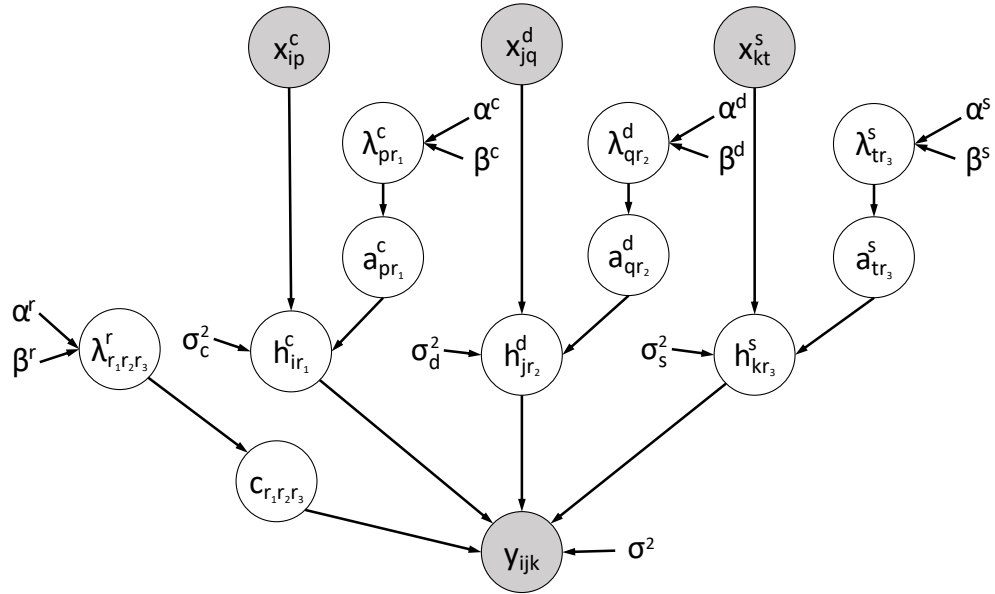 x^c_ip
x^d_jq
x^s_kt
λ^c_pr₁
α^c
β^c
λ^d_qr₂
α^d
β^d
λ^s_tr₃
α^s
β^s
a^c_pr₁
a^d_qr₂
a^s_tr₃
α^r
β^r
λ^r_r₁r₂r₃
σ²_c
h^c_ir₁
σ²_d
h^d_jr₂
σ²_s
h^s_kr₃
c_r₁r₂r₃
y_ijk
σ²